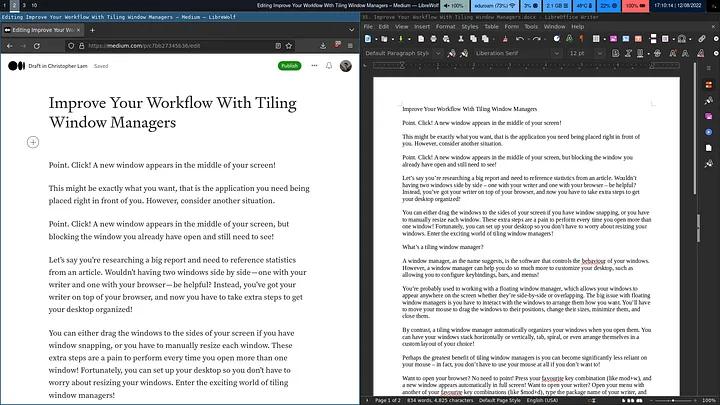 1 2 3 10
Editing Improve Your Workflow With Tiling Window Managers — Medium — LibreWolf
100% eduroam (73%) 2.1 GB 48°C 22% 100% 17:10:14 | 12/08/2022
Editing Improve Your Workflow With Tiling Window Managers — Medium — LibreWolf
Editing Improve Your Wo
https://medium.com/p/c7bb27345b36/edit
Draft in Christopher Lam Saved Publish
Improve Your Workflow With Tiling
Window Managers
Point. Click! A new window appears in the middle of your screen!
This might be exactly what you want, that is the application you need being
placed right in front of you. However, consider another situation.
Point. Click! A new window appears in the middle of your screen, but
blocking the window you already have open and still need to see!
Let's say you're researching a big report and need to reference statistics
from an article. Wouldn't having two windows side by side—one with your
writer and one with your browser—be helpful? Instead, you've got your
writer on top of your browser, and now you have to take extra steps to get
your desktop organized!
You can either drag the windows to the sides of your screen if you have
window snapping, or you have to manually resize each window. These
extra steps are a pain to perform every time you open more than one
window! Fortunately, you can set up your desktop so you don't have to
worry about resizing your windows. Enter the exciting world of tiling
window managers!
Improve Your Workflow With Tiling Window Managers.docx - LibreOffice Writer
File Edit View Insert Format Styles Table Form Tools Window Help
Default Paragraph Style Liberation Serif 12 pt
Improve Your Workflow With Tiling Window Managers
Point. Click! A new window appears in the middle of your screen!
This might be exactly what you want, that is the application you need being placed right in front of
you. However, consider another situation.
Point. Click! A new window appears in the middle of your screen, but blocking the window you
already have open and still need to see!
Let's say you're researching a big report and need to reference statistics from an article. Wouldn't
having two windows side by side – one with your writer and one with your browser – be helpful?
Instead, you've got your writer on top of your browser, and now you have to take extra steps to get
your desktop organized!
You can either drag the windows to the sides of your screen if you have window snapping, or you have
to manually resize each window. These extra steps are a pain to perform every time you open more than
one window! Fortunately, you can set up your desktop so you don't have to worry about resizing your
windows. Enter the exciting world of tiling window managers!
What's a tiling window manager?
A window manager, as the name suggests, is the software that controls the behaviour of your windows.
However, a window manager can help you do so much more to customize your desktop, such as
allowing you to configure keybindings, bars, and menus!
You're probably used to working with a floating window manager, which allows your windows to
appear anywhere on the screen whether they're side-by-side or overlapping. The big issue with floating
window managers is you have to interact with the windows to arrange them how you want. You'll have
to move your mouse to drag the windows to their positions, change their sizes, minimize them, and
close them.
By contrast, a tiling window manager automatically organizes your windows when you open them. You
can have your windows stack horizontally or vertically, tab, spiral, or even arrange themselves in a
custom layout of your choice!
Perhaps the greatest benefit of tiling window managers is you can become significantly less reliant on
your mouse – in fact, you don't have to use your mouse at all if you don't want to!
Want to open your browser? No need to point! Press your favourite key combination (like mod+w), and
a new window appears automatically in full screen! Want to open your writer? Open your menu with
another of your favourite key combinations (like $mod+d), type the package name of your writer, and
Page 1 of 2 834 words, 4,825 characters Default Page Style English (USA) 100%